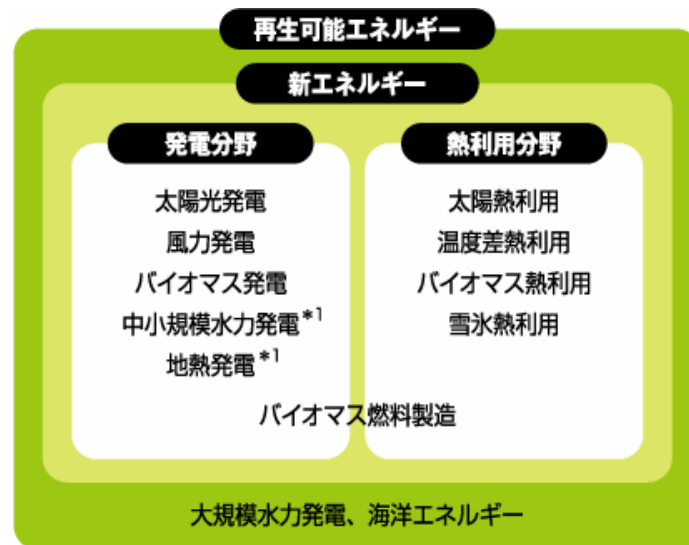 再生可能エネルギー
新エネルギー
発電分野
太陽光発電
風力発電
バイオマス発電
中小規模水力発電*1
地熱発電*1
熱利用分野
太陽熱利用
温度差熱利用
バイオマス熱利用
雪氷熱利用
バイオマス燃料製造
大規模水力発電、海洋エネルギー